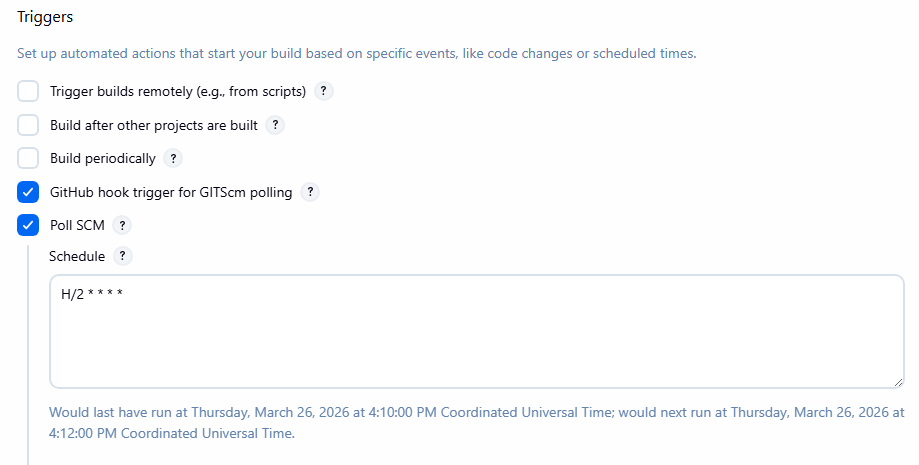 Triggers
Set up automated actions that start your build based on specific events, like code changes or scheduled times.
Trigger builds remotely (e.g., from scripts) ?
Build after other projects are built ?
Build periodically ?
GitHub hook trigger for GITScm polling ?
Poll SCM ?
Schedule ?
H/2 * * * *
Would last have run at Thursday, March 26, 2026 at 4:10:00 PM Coordinated Universal Time; would next run at Thursday, March 26, 2026 at
4:12:00 PM Coordinated Universal Time.